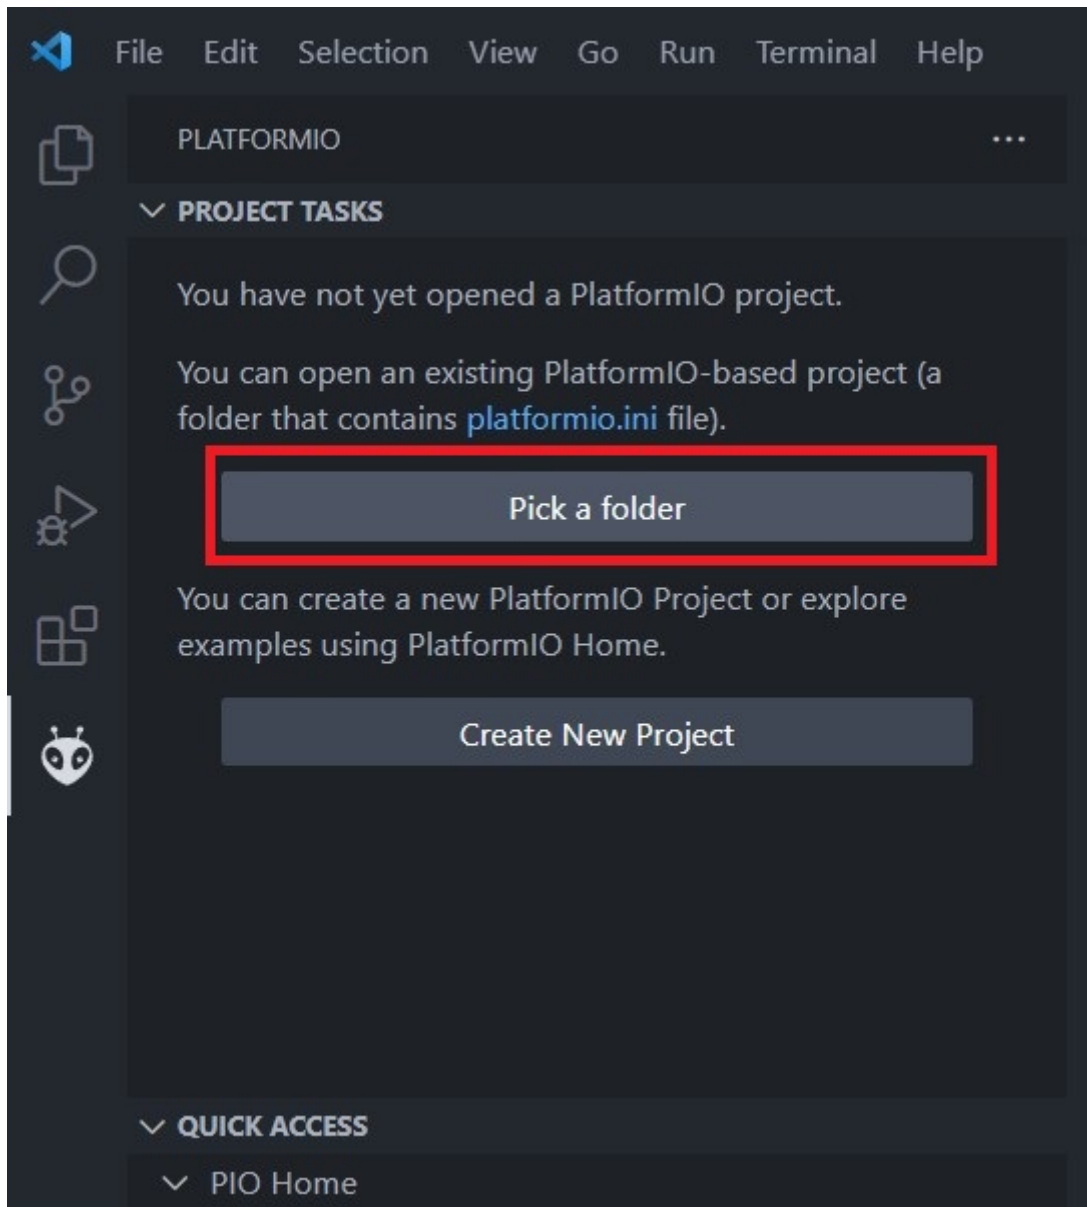 File Edit Selection View Go Run Terminal Help
PLATFORMIO
PROJECT TASKS
You have not yet opened a PlatformIO project.
You can open an existing PlatformIO-based project (a
folder that contains platformio.ini file).
Pick a folder
You can create a new PlatformIO Project or explore
examples using PlatformIO Home.
Create New Project
QUICK ACCESS
PIO Home